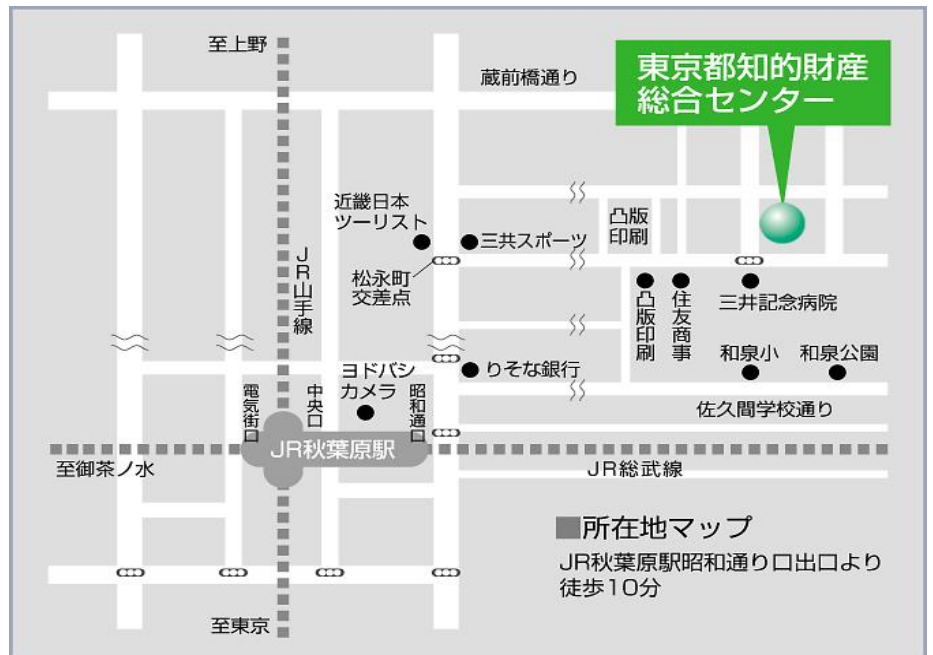 至上野
蔵前橋通り
東京都知的財産
総合センター
近畿日本
ツーリスト
三共スポーツ
凸版
印刷
JR山手線
松永町
交差点
凸版印刷
住友商事
三井記念病院
ヨドバシ
カメラ
りそな銀行
和泉小
和泉公園
電気街口
中央口
昭和通口
佐久間学校通り
JR秋葉原駅
至御茶ノ水
JR総武線
■所在地マップ
JR秋葉原駅昭和通り口出口より
徒歩10分
至東京